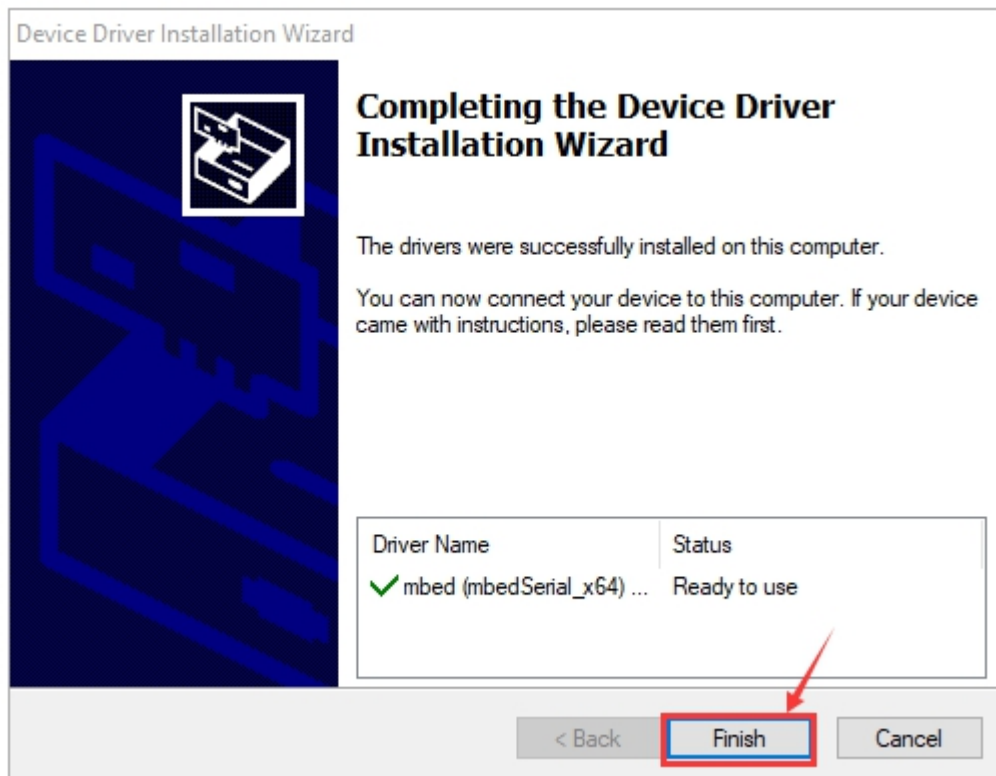 Device Driver Installation Wizard
Completing the Device Driver
Installation Wizard
The drivers were successfully installed on this computer.
You can now connect your device to this computer. If your device
came with instructions, please read them first.
Driver Name Status
mbed (mbedSerial_x64) ... Ready to use
< Back Finish Cancel